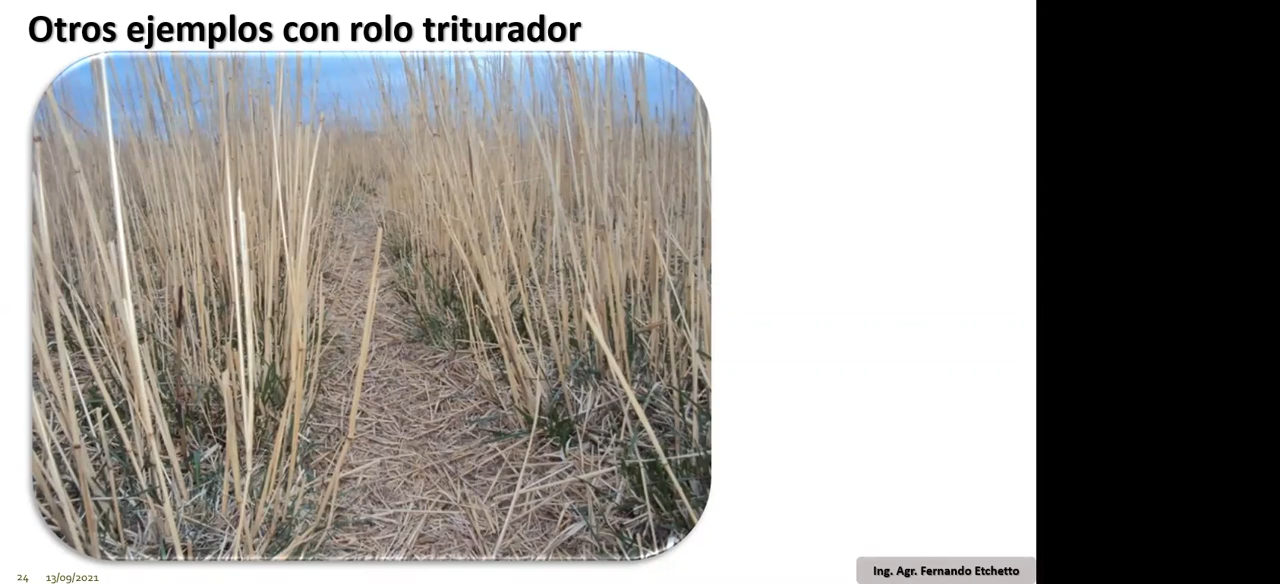 Otros ejemplos con rolo triturador
Ing. Agr. Fernando Etchetto
24 13/09/2021